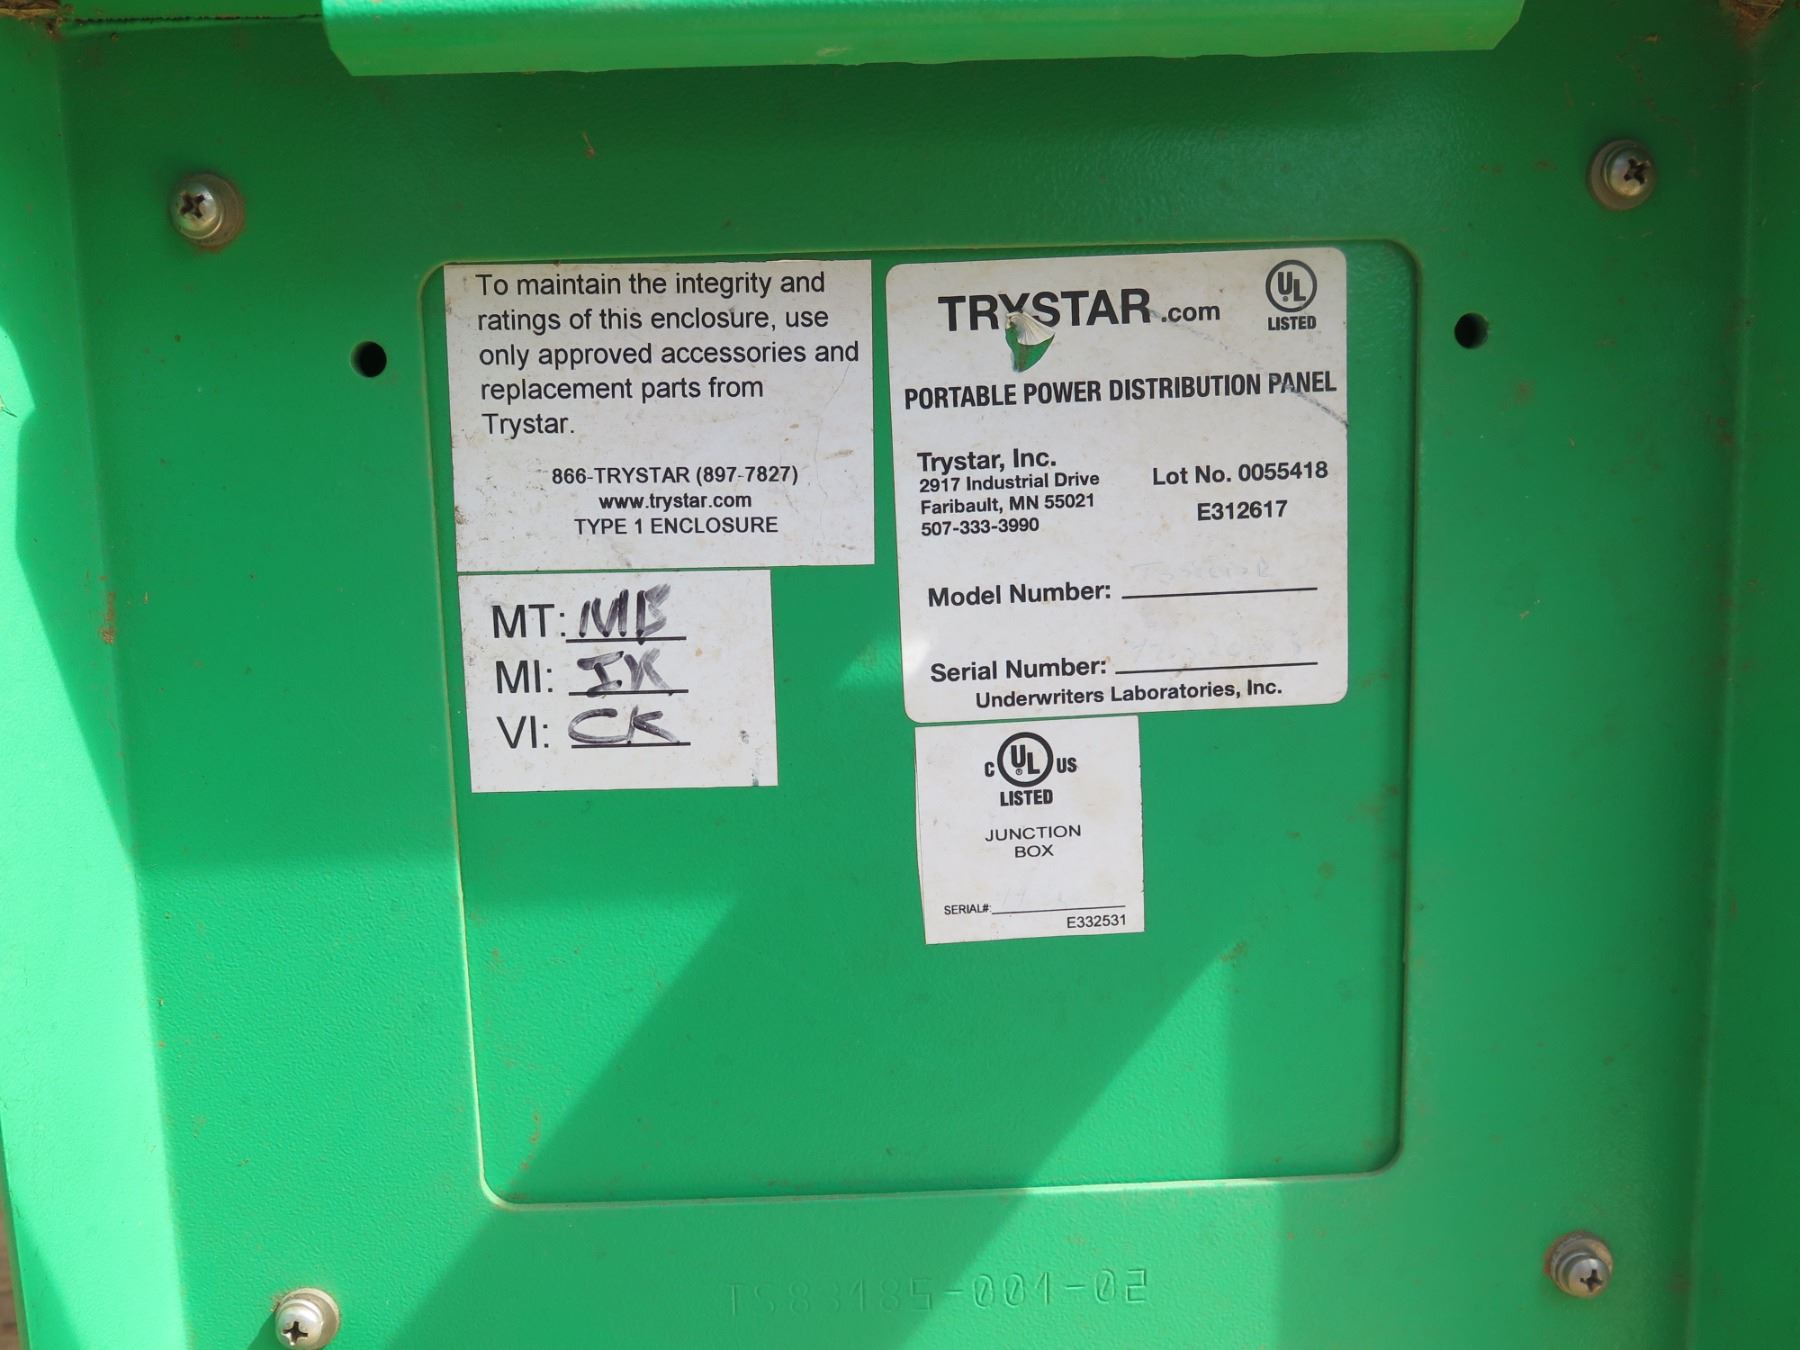 To maintain the integrity and
ratings of this enclosure, use
only approved accessories and
replacement parts from
Trystar.
866-TRYSTAR (897-7827)
www.trystar.com
TYPE 1 ENCLOSURE
MT: MB
MI: IK
VI: CK
TRYSTAR.com
UL
LISTED
PORTABLE POWER DISTRIBUTION PANEL
Trystar, Inc.
2917 Industrial Drive
Faribault, MN 55021
507-333-3990
Lot No. 0055418
E312617
Model Number:
Serial Number:
Underwriters Laboratories, Inc.
C UL US
LISTED
JUNCTION
BOX
SERIAL#:
E332531
TS83185-001-02